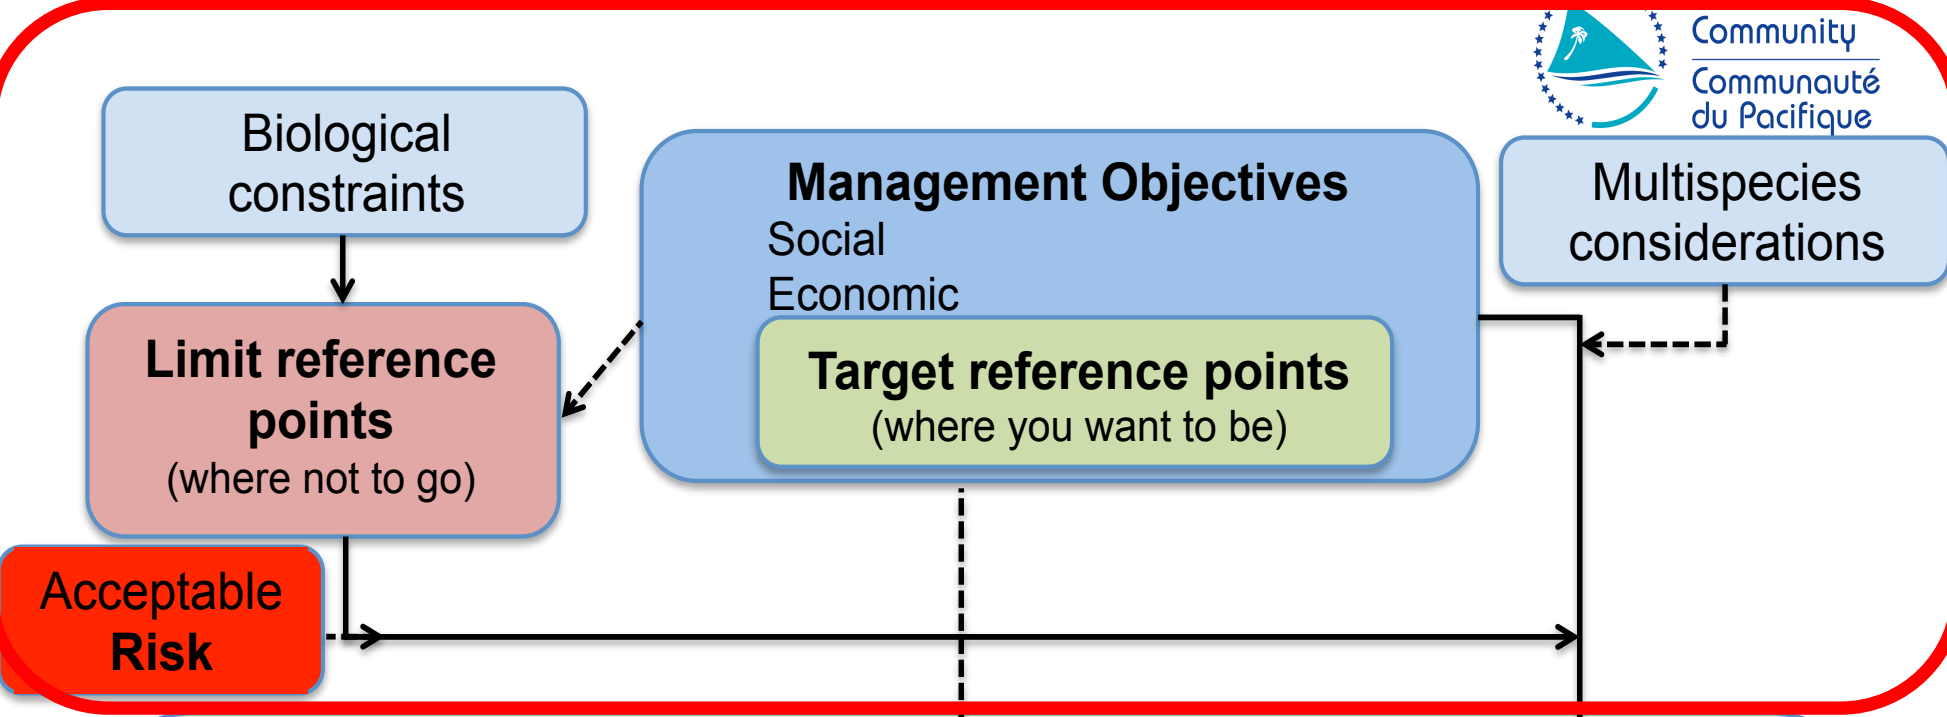 Community
Communauté
du Pacifique
Biological
constraints
Management Objectives
Social
Economic
Multispecies
considerations
Limit reference
points
(where not to go)
Target reference points
(where you want to be)
Acceptable
Risk